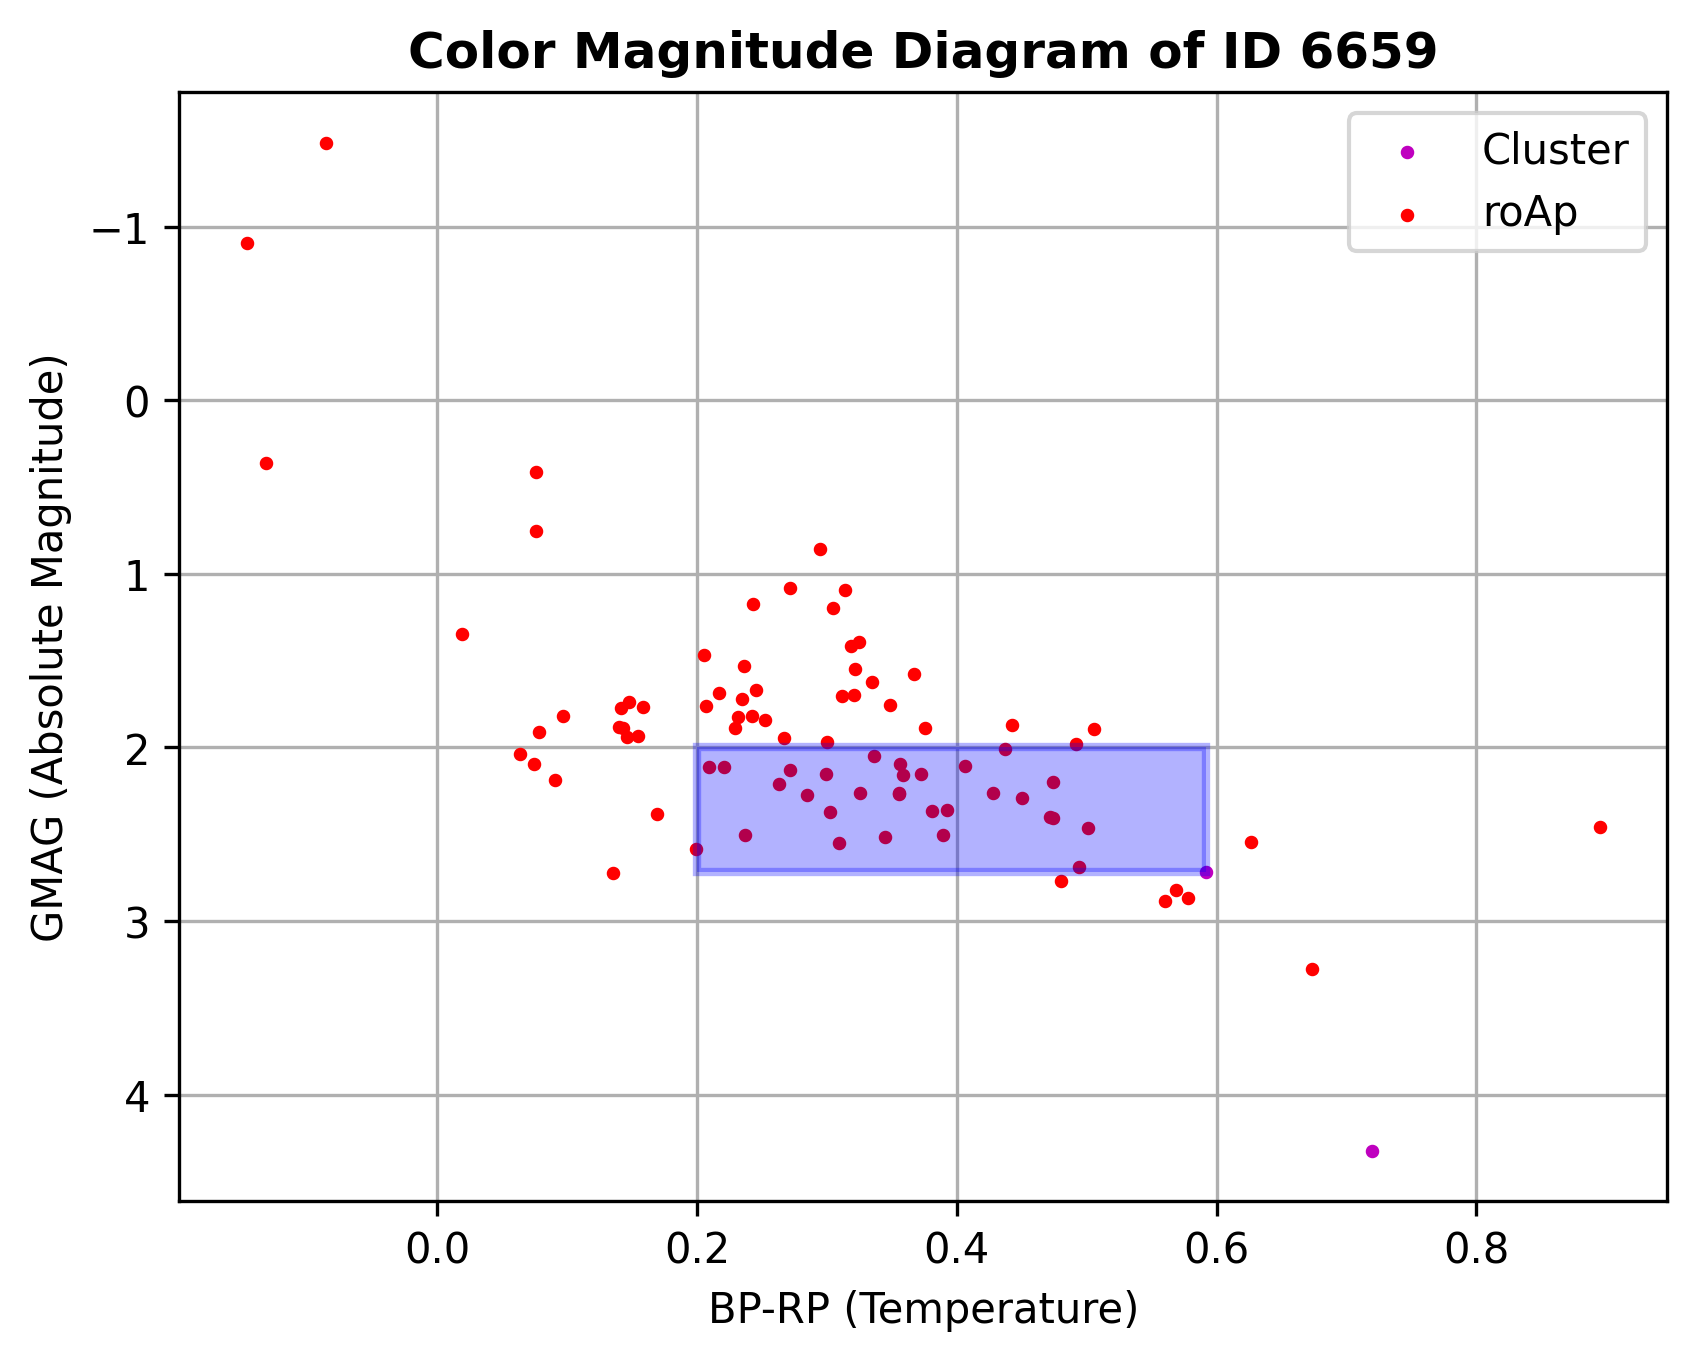 Color Magnitude Diagram of ID 6659
Cluster
roAp
GMAG (Absolute Magnitude)
−1
0
1
2
3
4
0.0 0.2 0.4 0.6 0.8
BP-RP (Temperature)